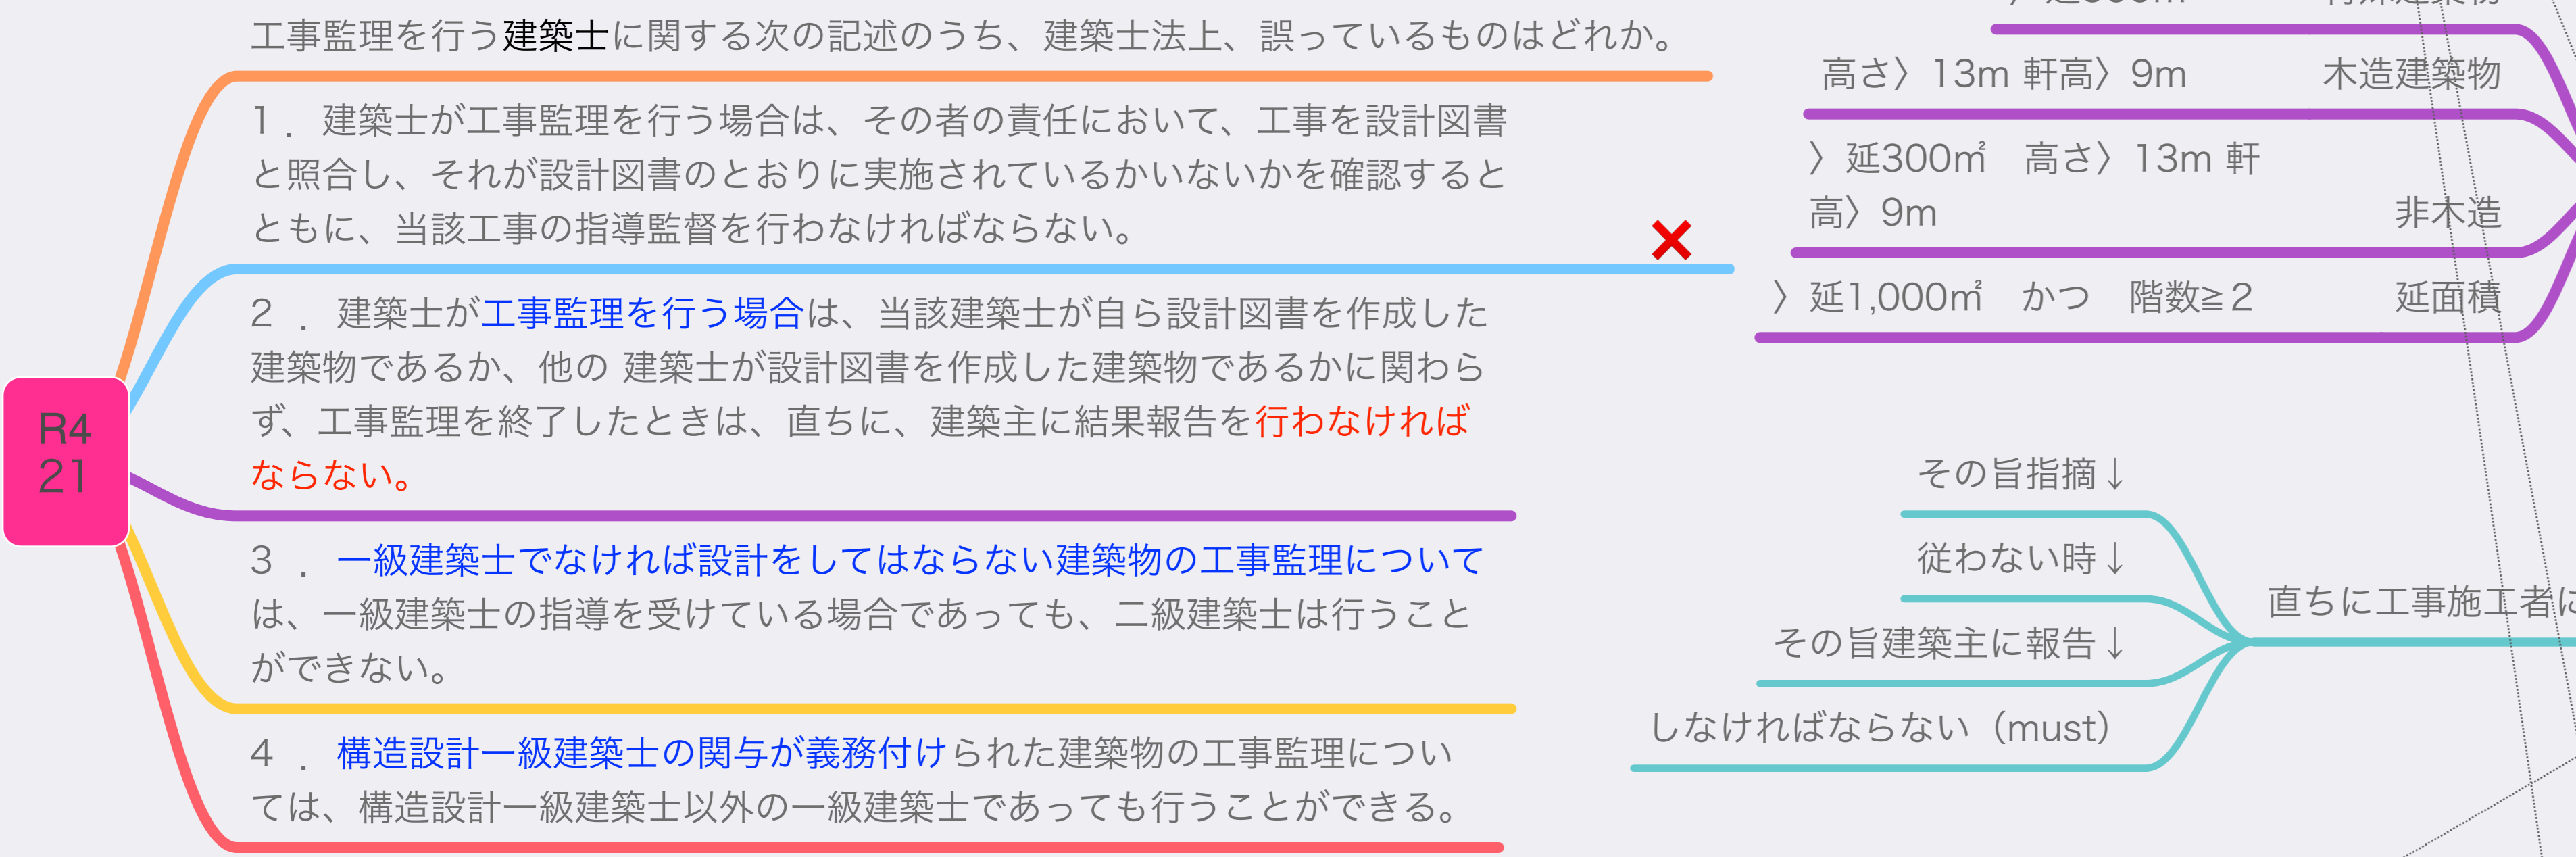 工事監理を行う建築士に関する次の記述のうち、建築士法上、誤っているものはどれか。
1． 建築士が工事監理を行う場合は、その者の責任において、工事を設計図書
と照合し、それが設計図書のとおりに実施されているかいないかを確認すると
ともに、当該工事の指導監督を行わなければならない。
2 ． 建築士が工事監理を行う場合は、当該建築士が自ら設計図書を作成した
建築物であるか、他の 建築士が設計図書を作成した建築物であるかに関わら
ず、工事監理を終了したときは、直ちに、建築主に結果報告を行わなければ
ならない。
R4
21
3 ． 一級建築士でなければ設計をしてはならない建築物の工事監理について
は、一級建築士の指導を受けている場合であっても、二級建築士は行うこと
ができない。
4 ． 構造設計一級建築士の関与が義務付けられた建築物の工事監理につい
ては、構造設計一級建築士以外の一級建築士であっても行うことができる。
高さ〉13m 軒高〉9m 木造建築物
〉延300㎡　高さ〉13m 軒
高〉9m 非木造
〉延1,000㎡　かつ　階数≧2 延面積
その旨指摘↓
従わない時↓
その旨建築主に報告↓
しなければならない（must）
直ちに工事施工者に